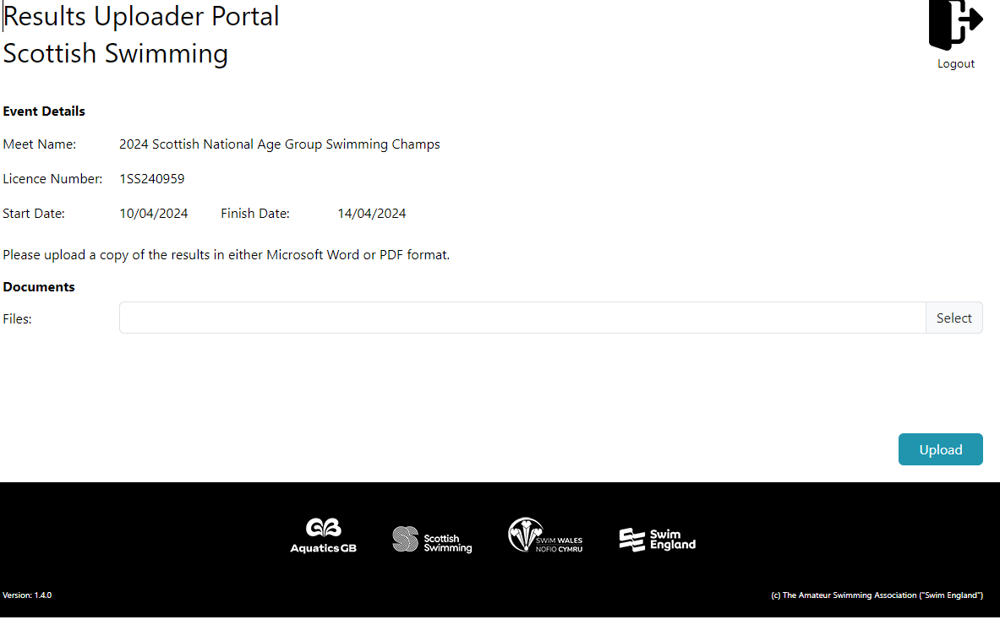 Results Uploader Portal
Scottish Swimming
Logout
Event Details
Meet Name: 2024 Scottish National Age Group Swimming Champs
Licence Number: 1SS240959
Start Date: 10/04/2024 Finish Date: 14/04/2024
Please upload a copy of the results in either Microsoft Word or PDF format.
Documents
Files: Select
Upload
Aquatics GB
Scottish
Swimming
SWIM WALES
NOFIO CYMRU
Swim
England
Version: 1.4.0 (c) The Amateur Swimming Association ("Swim England")